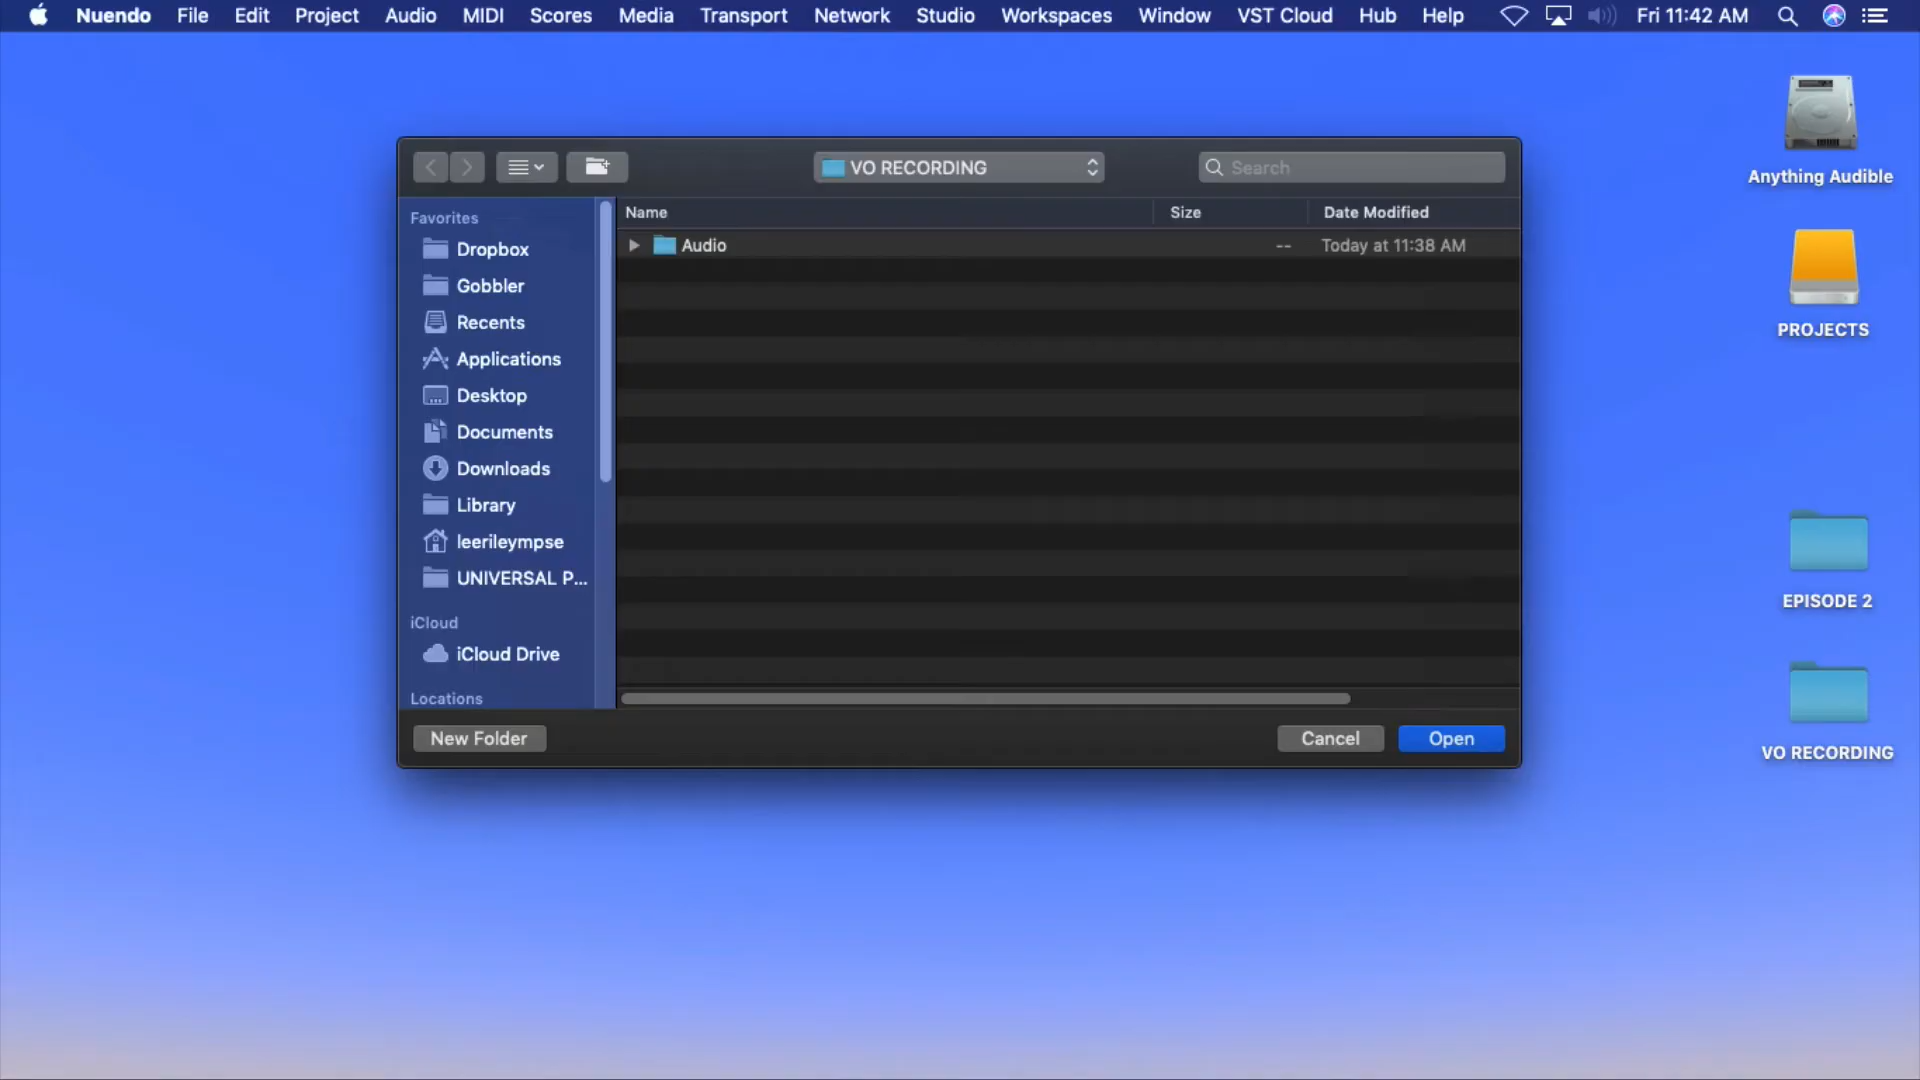 Nuendo File Edit Project Audio MIDI Scores Media Transport Network Studio Workspaces Window VST Cloud Hub Help Fri 11:42 AM
VO RECORDING
Search
Favorites
Dropbox
Gobbler
Recents
Applications
Desktop
Documents
Downloads
Library
leerileympse
UNIVERSAL P...
iCloud
iCloud Drive
Locations
Name Size Date Modified
Audio -- Today at 11:38 AM
New Folder Cancel Open
Anything Audible
PROJECTS
EPISODE 2
VO RECORDING